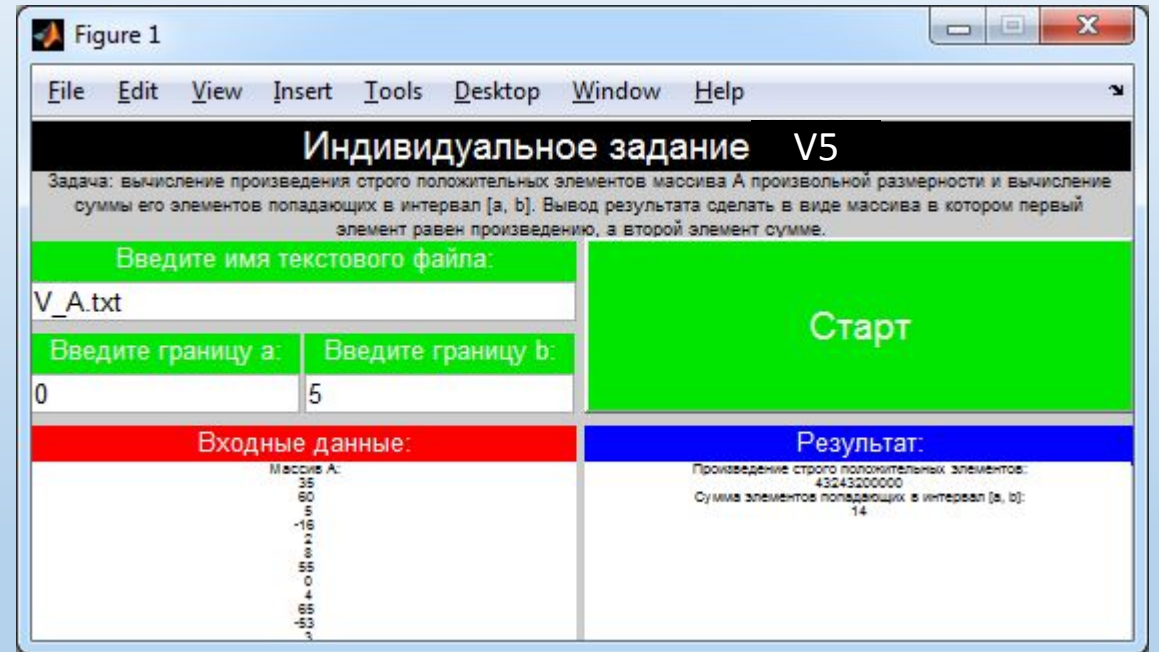 Figure 1
File Edit View Insert Tools Desktop Window Help
Индивидуальное задание V5
Задача: вычисление произведения строго положительных элементов массива А произвольной размерности и вычисление
суммы его элементов попадающих в интервал [a, b]. Вывод результата сделать в виде массива в котором первый
элемент равен произведению, а второй элемент сумме.
Введите имя текстового файла:
V_A.txt
Старт
Введите границу a: Введите границу b:
0 5
Входные данные:
Массив А:
35
60
5
-16
2
8
55
0
4
65
-53
3
Результат:
Произведение строго положительных элементов:
43243200000
Сумма элементов попадающих в интервал [a, b]:
14